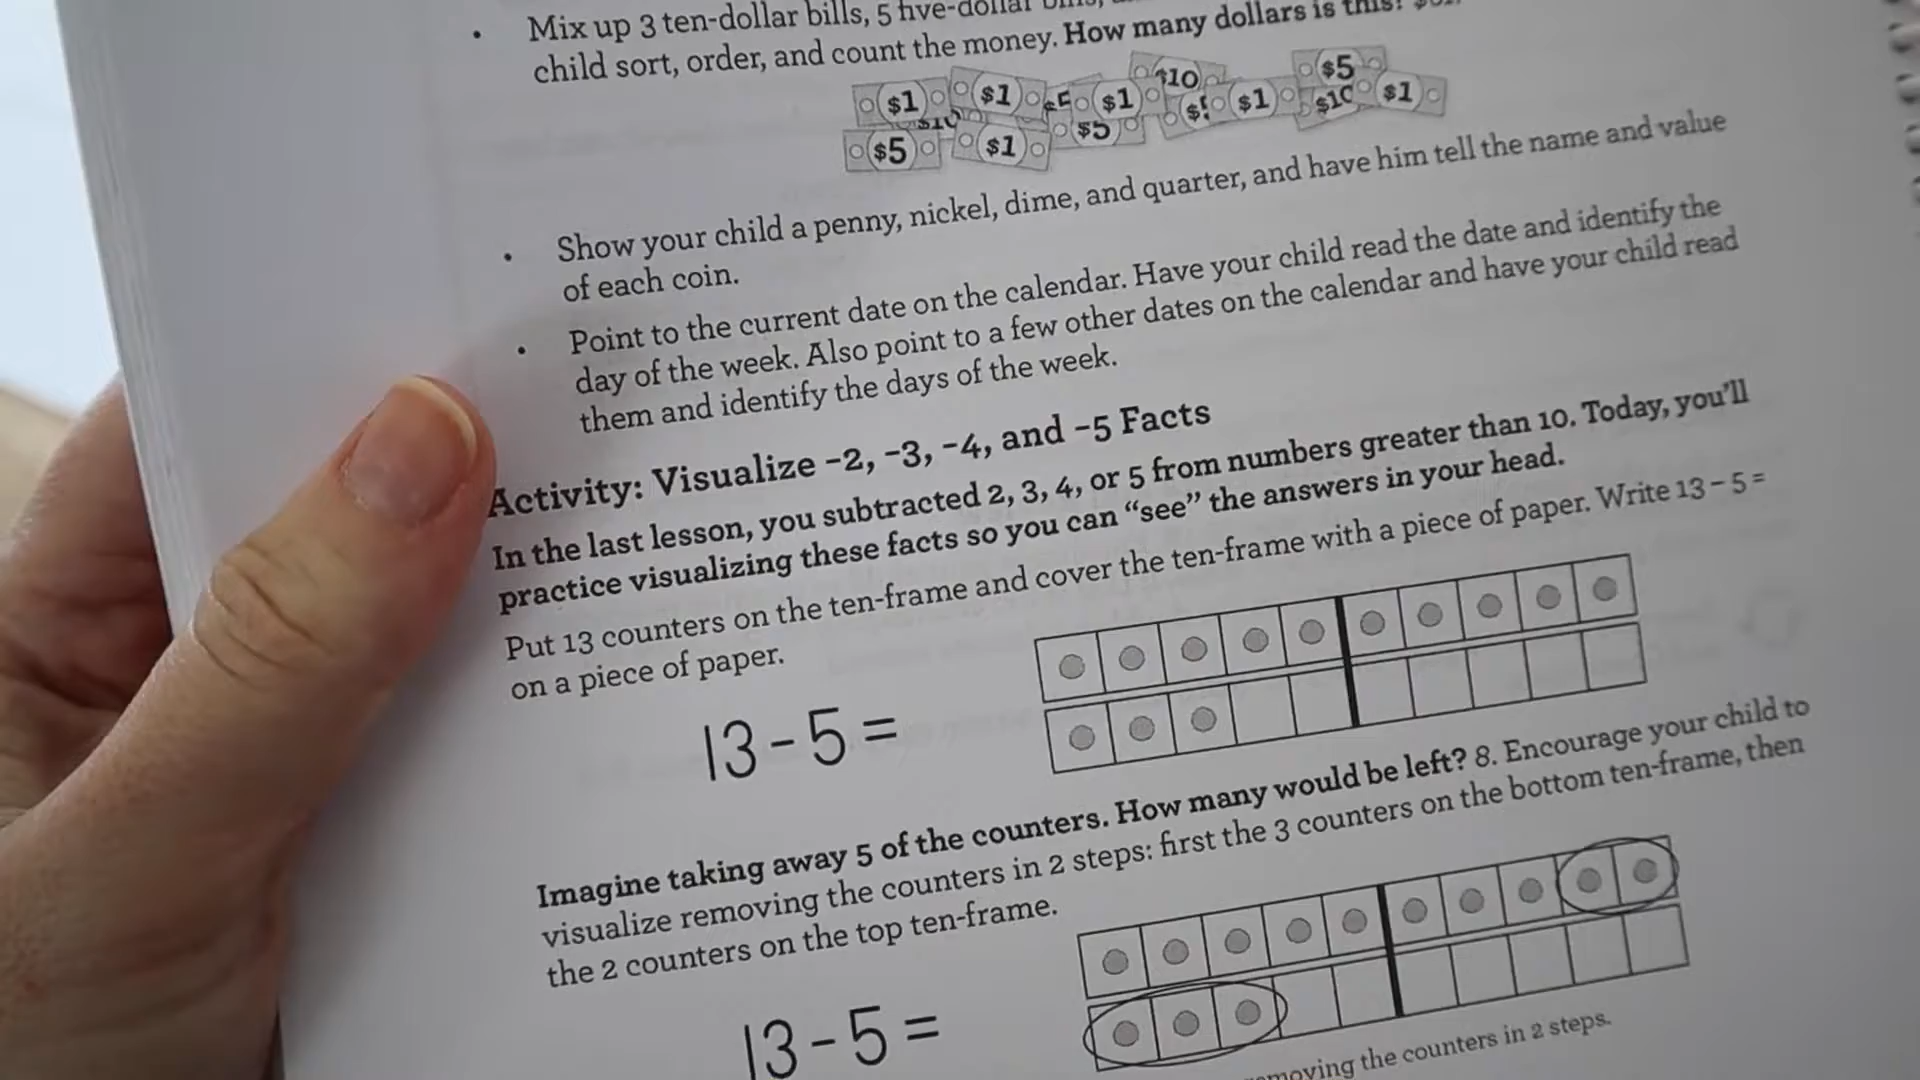 • Mix up 3 ten-dollar bills, 5 five-dollar
child sort, order, and count the money. How many dollars is this?
$1 $1 $1 $10 $1 $5 $10 $1
$5 $1 $5
• Show your child a penny, nickel, dime, and quarter, and have him tell the name and value
of each coin.
• Point to the current date on the calendar. Have your child read the date and identify the
day of the week. Also point to a few other dates on the calendar and have your child read
them and identify the days of the week.
Activity: Visualize -2, -3, -4, and -5 Facts
In the last lesson, you subtracted 2, 3, 4, or 5 from numbers greater than 10. Today, you’ll
practice visualizing these facts so you can “see” the answers in your head.
Put 13 counters on the ten-frame and cover the ten-frame with a piece of paper. Write 13 – 5 =
on a piece of paper.
13 - 5 =
Imagine taking away 5 of the counters. How many would be left? 8. Encourage your child to
visualize removing the counters in 2 steps: first the 3 counters on the bottom ten-frame, then
the 2 counters on the top ten-frame.
13 - 5 =
the counters in 2 steps.